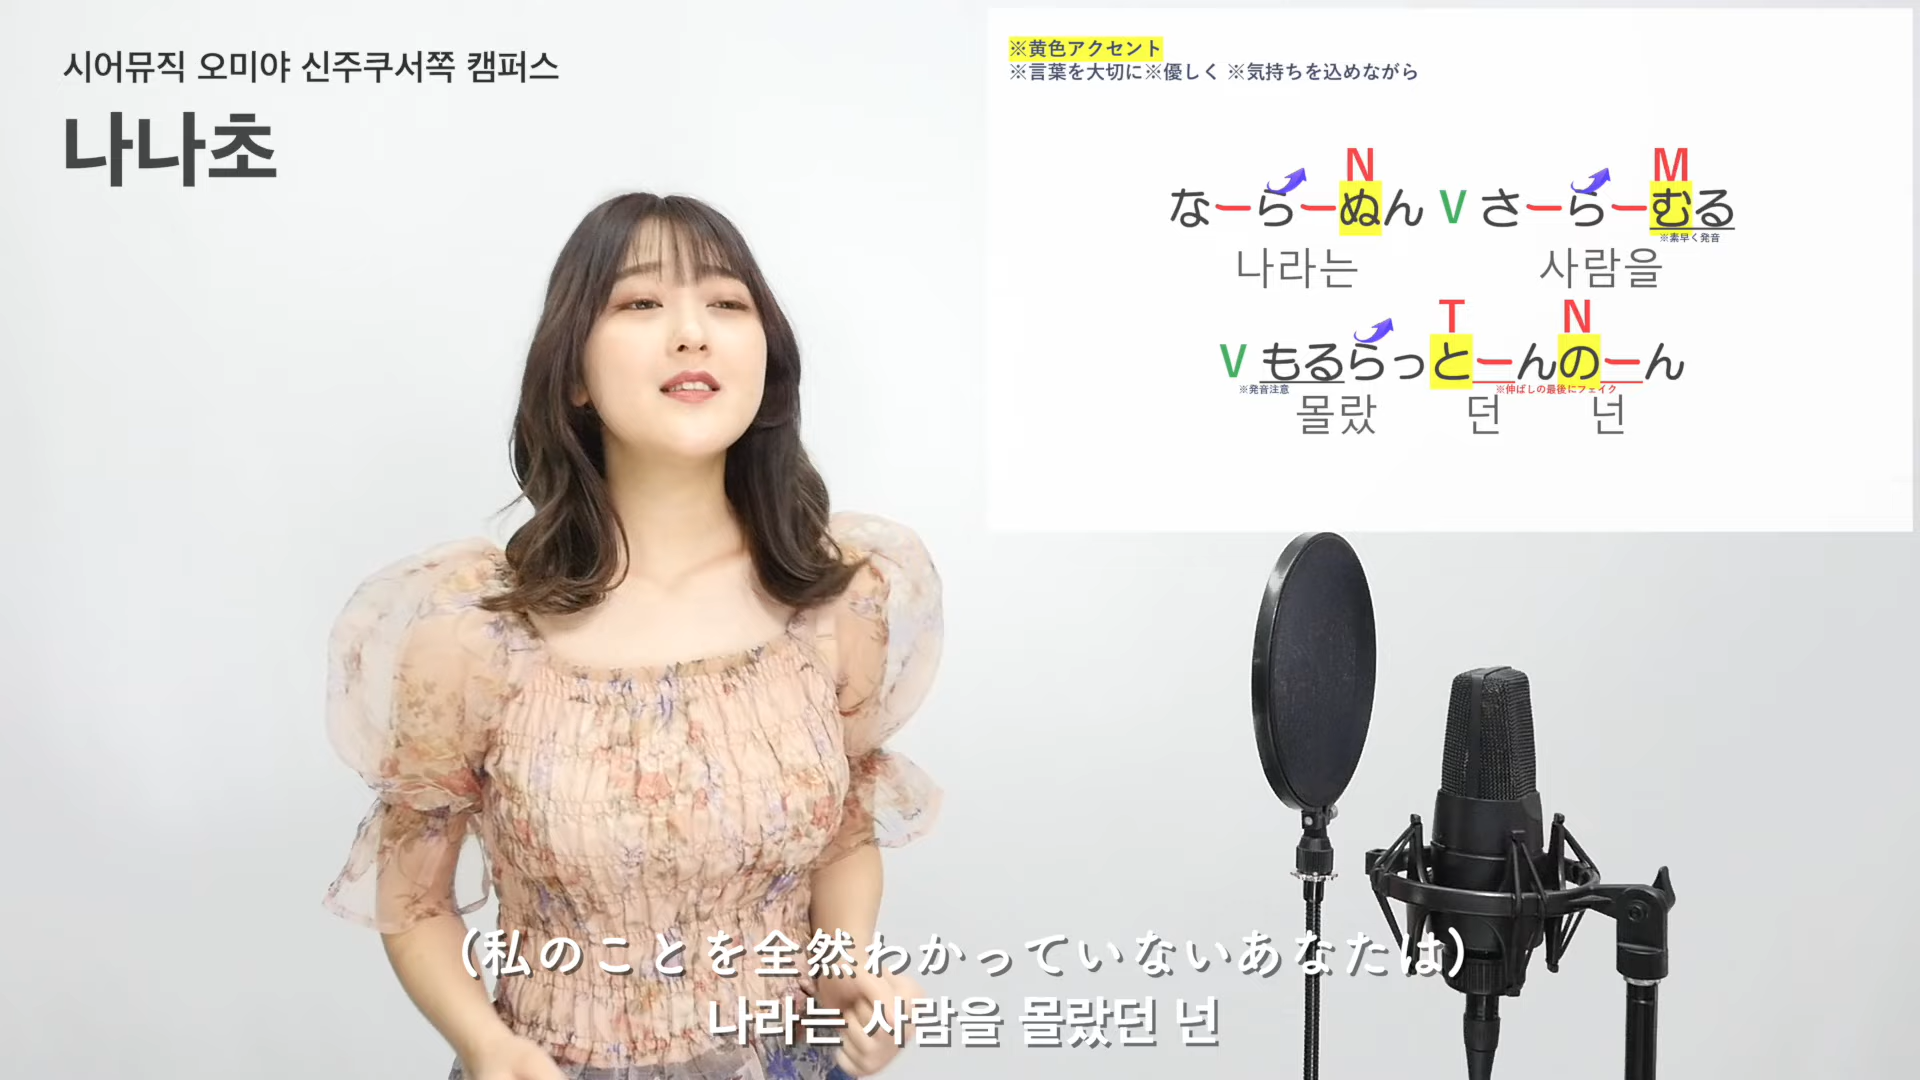 시어뮤직 오미야 신주쿠서쪽 캠퍼스
나나초
※黄色アクセント
※言葉を大切に※優しく ※気持ちを込めながら
N M
なーらーぬん V さーらーむる
※素早く発音
나라는 사람을
T N
V もるらっとーんのーん
※発音注意 ※伸ばしの最後にフェイク
몰랐 던 넌
(私のことを全然わかっていないあなたは)
나라는 사람을 몰랐던 넌